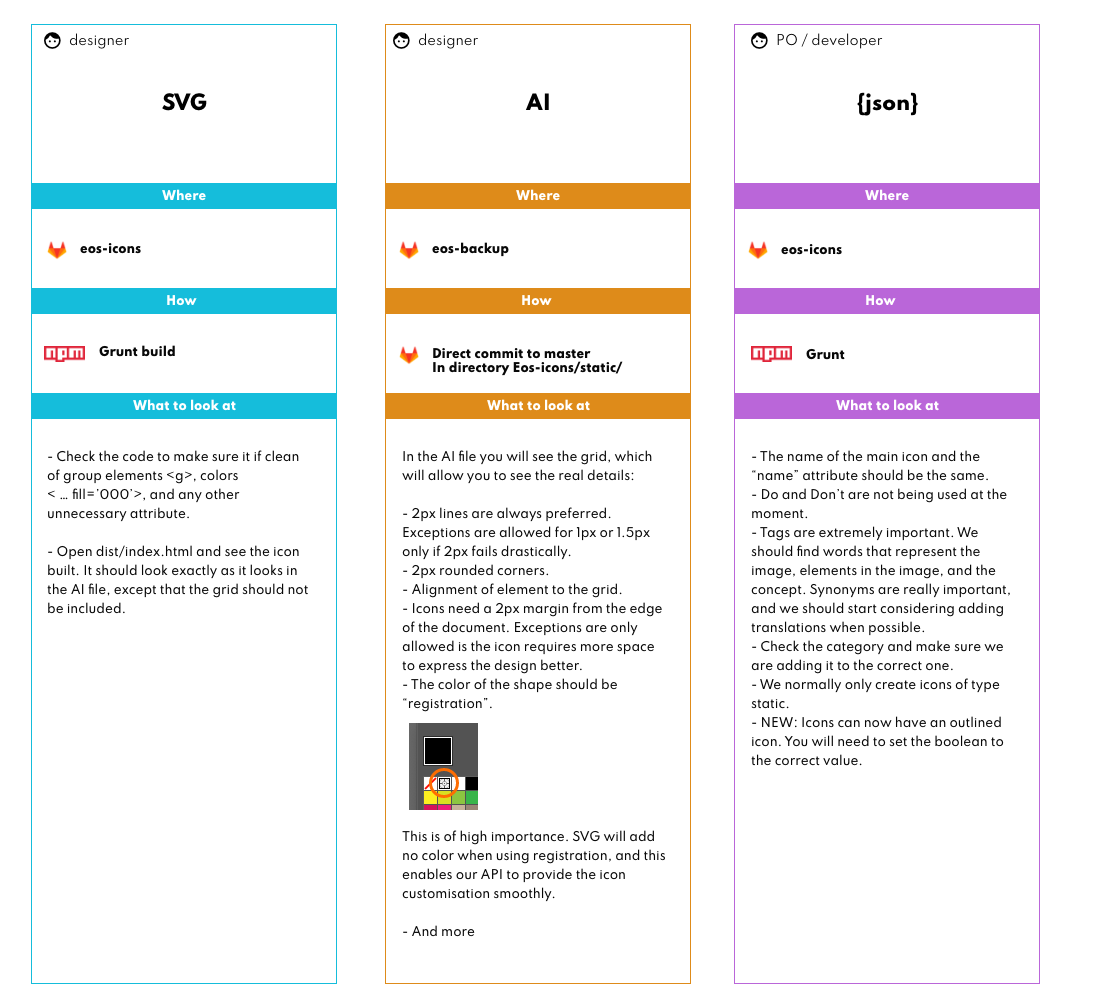 designer
SVG
Where
eos-icons
How
npm Grunt build
What to look at
- Check the code to make sure it if clean
of group elements <g>, colors
< … fill='000'>, and any other
unnecessary attribute.
- Open dist/index.html and see the icon
built. It should look exactly as it looks in
the AI file, except that the grid should not
be included.
designer
AI
Where
eos-backup
How
Direct commit to master
In directory Eos-icons/static/
What to look at
In the AI file you will see the grid, which
will allow you to see the real details:
- 2px lines are always preferred.
Exceptions are allowed for 1px or 1.5px
only if 2px fails drastically.
- 2px rounded corners.
- Alignment of element to the grid.
- Icons need a 2px margin from the edge
of the document. Exceptions are only
allowed is the icon requires more space
to express the design better.
- The color of the shape should be
“registration”.
This is of high importance. SVG will add
no color when using registration, and this
enables our API to provide the icon
customisation smoothly.
- And more
PO / developer
{json}
Where
eos-icons
How
npm Grunt
What to look at
- The name of the main icon and the
“name” attribute should be the same.
- Do and Don't are not being used at the
moment.
- Tags are extremely important. We
should find words that represent the
image, elements in the image, and the
concept. Synonyms are really important,
and we should start considering adding
translations when possible.
- Check the category and make sure we
are adding it to the correct one.
- We normally only create icons of type
static.
- NEW: Icons can now have an outlined
icon. You will need to set the boolean to
the correct value.